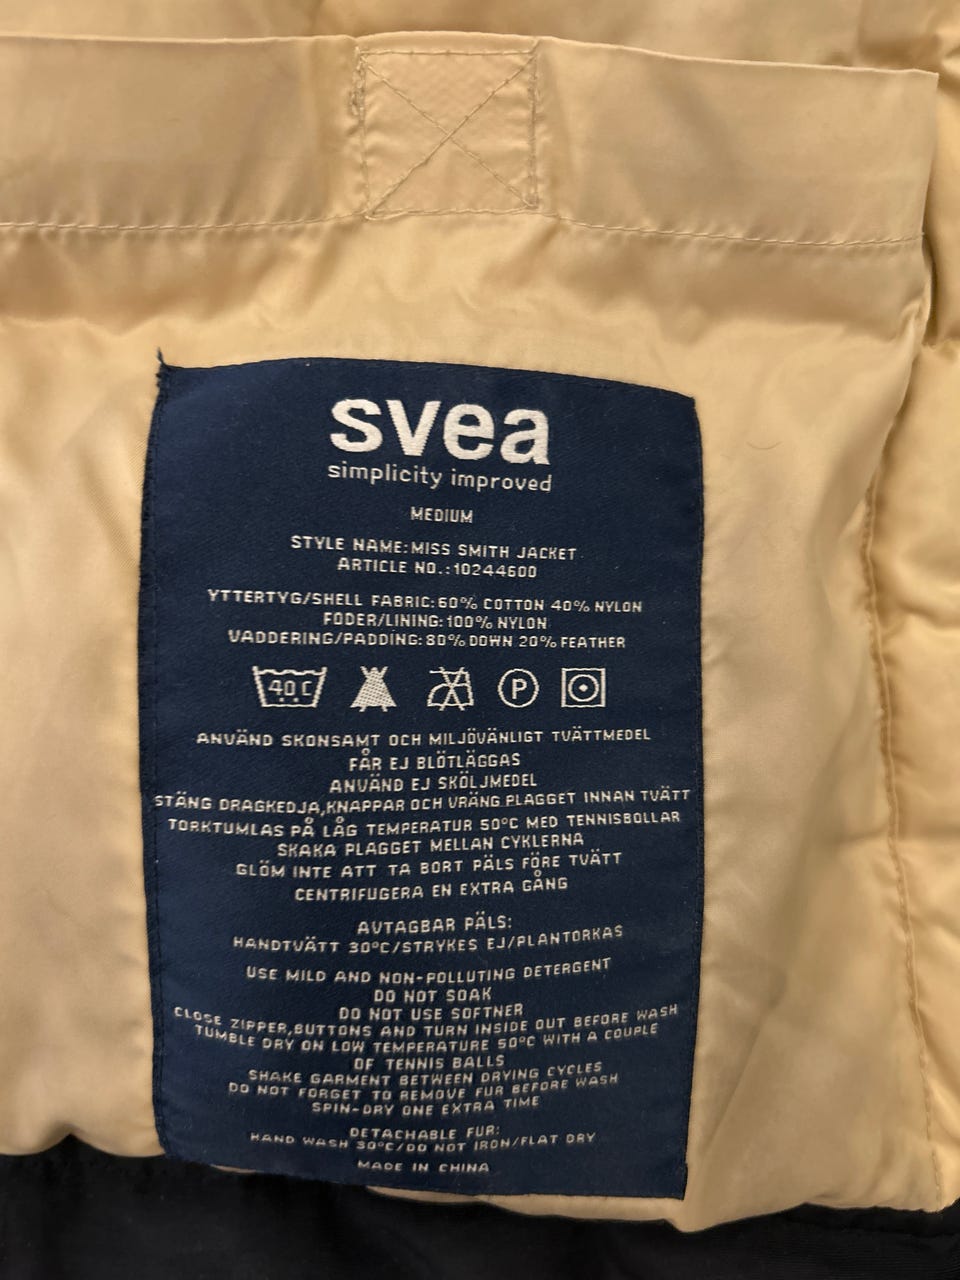 svea
simplicity improved
MEDIUM
STYLE NAME:MISS SMITH JACKET
ARTICLE NO.:10244600
YTTERTYG/SHELL FABRIC:60% COTTON 40% NYLON
FODER/LINING:100% NYLON
VADDERING/PADDING:80% DOWN 20% FEATHER
40 C P
ANVÄND SKONSAMT OCH MILJÖVÄNLIGT TVÄTTMEDEL
FÅR EJ BLÖTLÄGGAS
ANVÄND EJ SKÖLJMEDEL
STÄNG DRAGKEDJA,KNAPPAR OCH VRÄNG PLAGGET INNAN TVÄTT
TORKTUMLAS PÅ LÅG TEMPERATUR 50°C MED TENNISBOLLAR
SKAKA PLAGGET MELLAN CYKLERNA
GLÖM INTE ATT TA BORT PÄLS FÖRE TVÄTT
CENTRIFUGERA EN EXTRA GÅNG
AVTAGBAR PÄLS:
HANDTVÄTT 30°C/STRYKES EJ/PLANTORKAS
USE MILD AND NON-POLLUTING DETERGENT
DO NOT SOAK
DO NOT USE SOFTNER
CLOSE ZIPPER,BUTTONS AND TURN INSIDE OUT BEFORE WASH
TUMBLE DRY ON LOW TEMPERATURE 50°C WITH A COUPLE
OF TENNIS BALLS
SHAKE GARMENT BETWEEN DRYING CYCLES
DO NOT FORGET TO REMOVE FUR BEFORE WASH
SPIN-DRY ONE EXTRA TIME
DETACHABLE FUR:
HAND WASH 30°C/DO NOT IRON/FLAT DRY
MADE IN CHINA